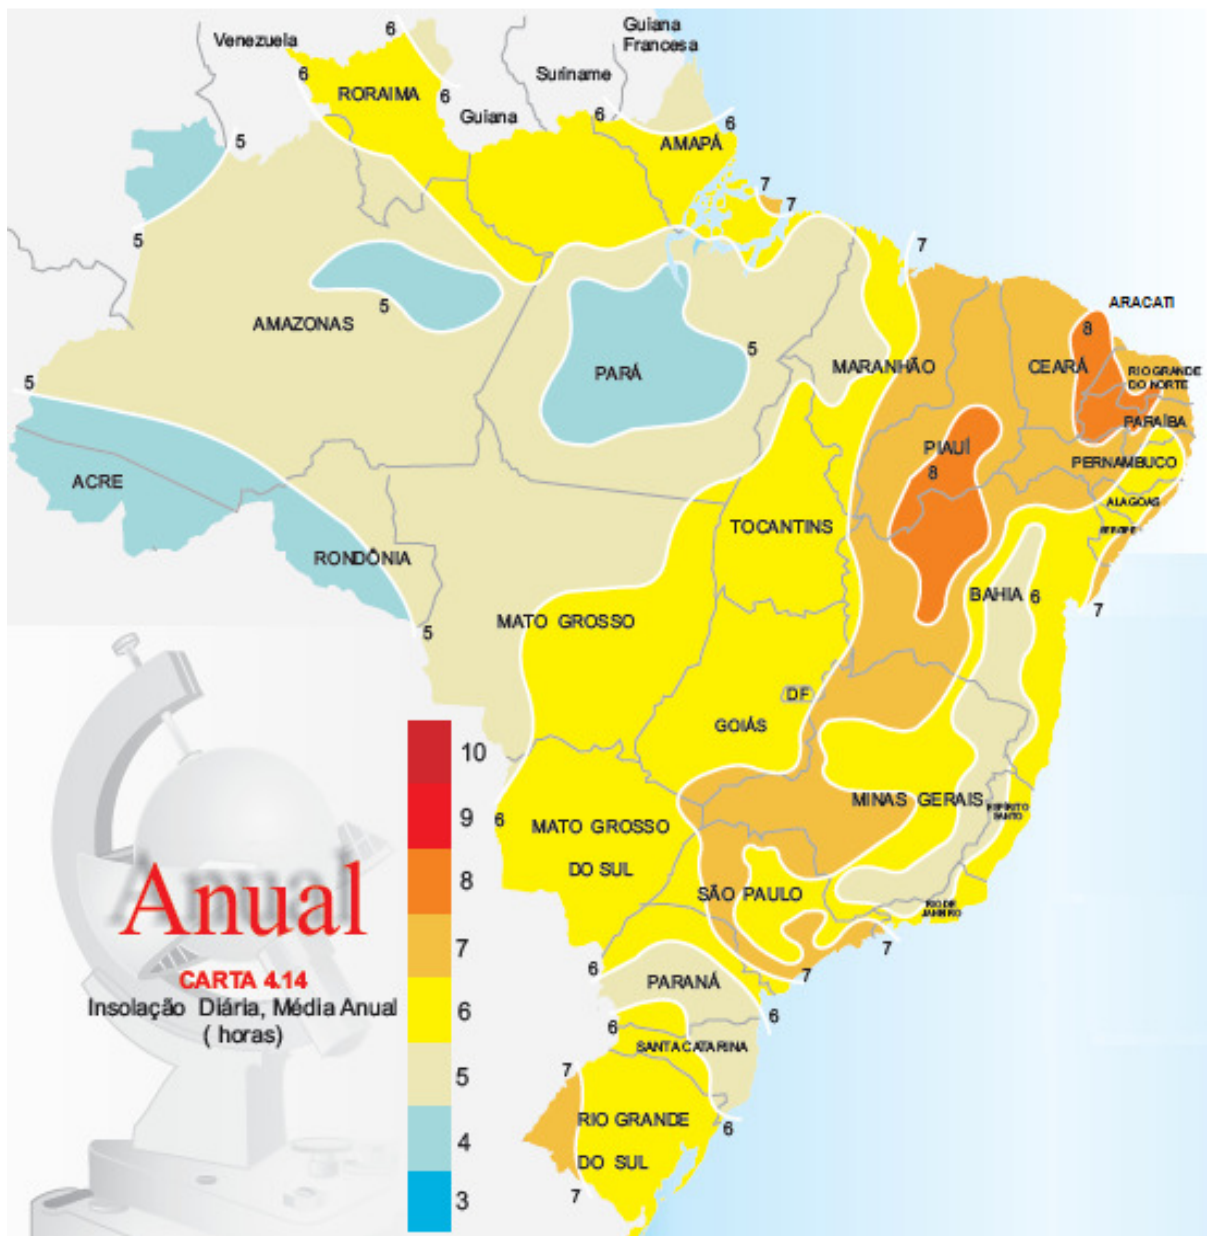 6
Guiana
Francesa
Venezuela
6
Suriname
RORAIMA
6
Guiana
6
6
5
AMAPÁ
7
7
5
7
5
AMAZONAS
ARACATI
8
5
MARANHÃO
CEARÁ
PARÁ
RIO GRANDE
DO NORTE
5
PARAÍBA
PIAUÍ
8
PERNAMBUCO
ACRE
ALAGOAS
TOCANTINS
SERGIPE
RONDÔNIA
BAHIA 6
7
MATO GROSSO
5
DF
GOIÁS
10
MINAS GERAIS
ESPÍRITO
SANTO
9
6
MATO GROSSO
DO SUL
8
SÃO PAULO
RIO DE
JANEIRO
Anual
7
7
6
7
PARANÁ
CARTA 4.14
Insolação Diária, Média Anual
( horas)
6
6
6
SANTA CATARINA
7
5
RIO GRANDE
DO SUL
6
4
7
3